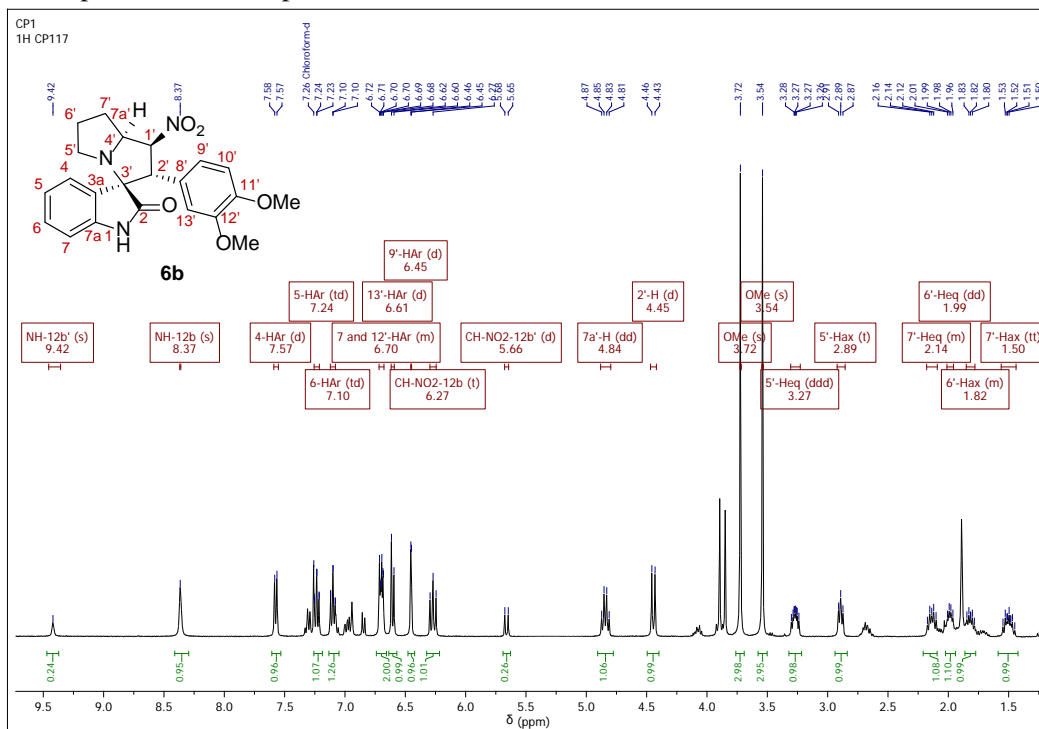 CP1
1H CP117
9.42
8.37
7.58
7.57
7.26 Chloroform-d
7.24
7.23
7.10
7.10
6.72
6.71
6.70
6.70
6.69
6.68
6.62
6.60
6.46
6.45
6.27
5.68
5.65
4.87
4.85
4.83
4.81
4.46
4.43
3.72
3.54
3.28
3.27
3.27
3.26
2.91
2.89
2.87
2.16
2.14
2.12
2.01
1.99
1.98
1.96
1.83
1.82
1.80
1.53
1.52
1.51
1.50
7'
H
6'
7a'
NO2
4'
1'
5'
N
9'
10'
4
3'
2'
8'
3a
11'
5
OMe
2
O
13'
12'
6
1
7a
N
H
OMe
7
6b
9'-HAr (d)
6.45
5-HAr (td)
7.24
13'-HAr (d)
6.61
2'-H (d)
4.45
OMe (s)
3.54
6'-Heq (dd)
1.99
NH-12b' (s)
9.42
NH-12b (s)
8.37
4-HAr (d)
7.57
7 and 12'-HAr (m)
6.70
CH-NO2-12b' (d)
5.66
7a'-H (dd)
4.84
OMe (s)
3.72
5'-Hax (t)
2.89
7'-Heq (m)
2.14
7'-Hax (tt)
1.50
6-HAr (td)
7.10
CH-NO2-12b (t)
6.27
5'-Heq (ddd)
3.27
6'-Hax (m)
1.82
0.24
0.95
0.96
1.07
1.26
2.00
0.99
0.96
1.01
0.26
1.06
0.99
2.98
2.95
0.98
0.99
1.08
1.10
0.99
0.99
9.5 9.0 8.5 8.0 7.5 7.0 6.5 6.0 5.5 5.0 4.5 4.0 3.5 3.0 2.5 2.0 1.5
δ (ppm)